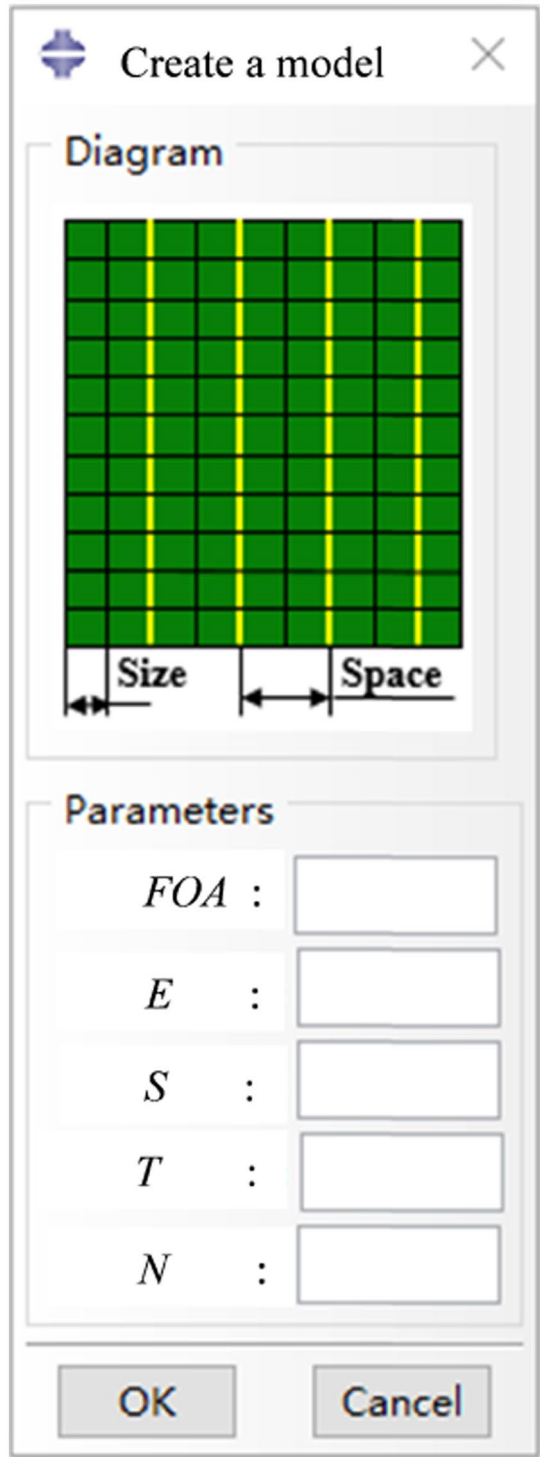 Create a model
Diagram
Size
Space
Parameters
FOA :
E :
S :
T :
N :
OK Cancel